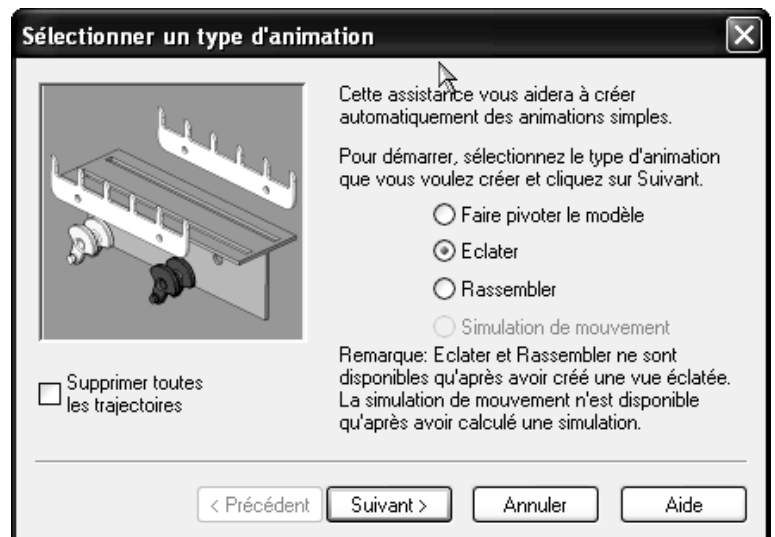 Sélectionner un type d'animation
Cette assistance vous aidera à créer
automatiquement des animations simples.
Pour démarrer, sélectionnez le type d'animation
que vous voulez créer et cliquez sur Suivant.
Faire pivoter le modèle
Eclater
Rassembler
Simulation de mouvement
Remarque: Eclater et Rassembler ne sont
disponibles qu'après avoir créé une vue éclatée.
La simulation de mouvement n'est disponible
qu'après avoir calculé une simulation.
Supprimer toutes
les trajectoires
< Précédent
Suivant >
Annuler
Aide